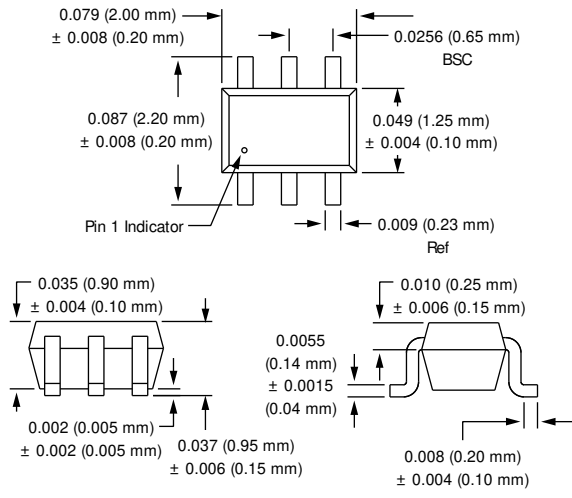 0.079 (2.00 mm)
± 0.008 (0.20 mm)
0.0256 (0.65 mm)
BSC
0.087 (2.20 mm)
± 0.008 (0.20 mm)
0.049 (1.25 mm)
± 0.004 (0.10 mm)
Pin 1 Indicator
0.009 (0.23 mm)
Ref
0.035 (0.90 mm)
± 0.004 (0.10 mm)
0.010 (0.25 mm)
± 0.006 (0.15 mm)
0.0055
(0.14 mm)
± 0.0015
(0.04 mm)
0.002 (0.005 mm)
± 0.002 (0.005 mm)
0.037 (0.95 mm)
± 0.006 (0.15 mm)
0.008 (0.20 mm)
± 0.004 (0.10 mm)